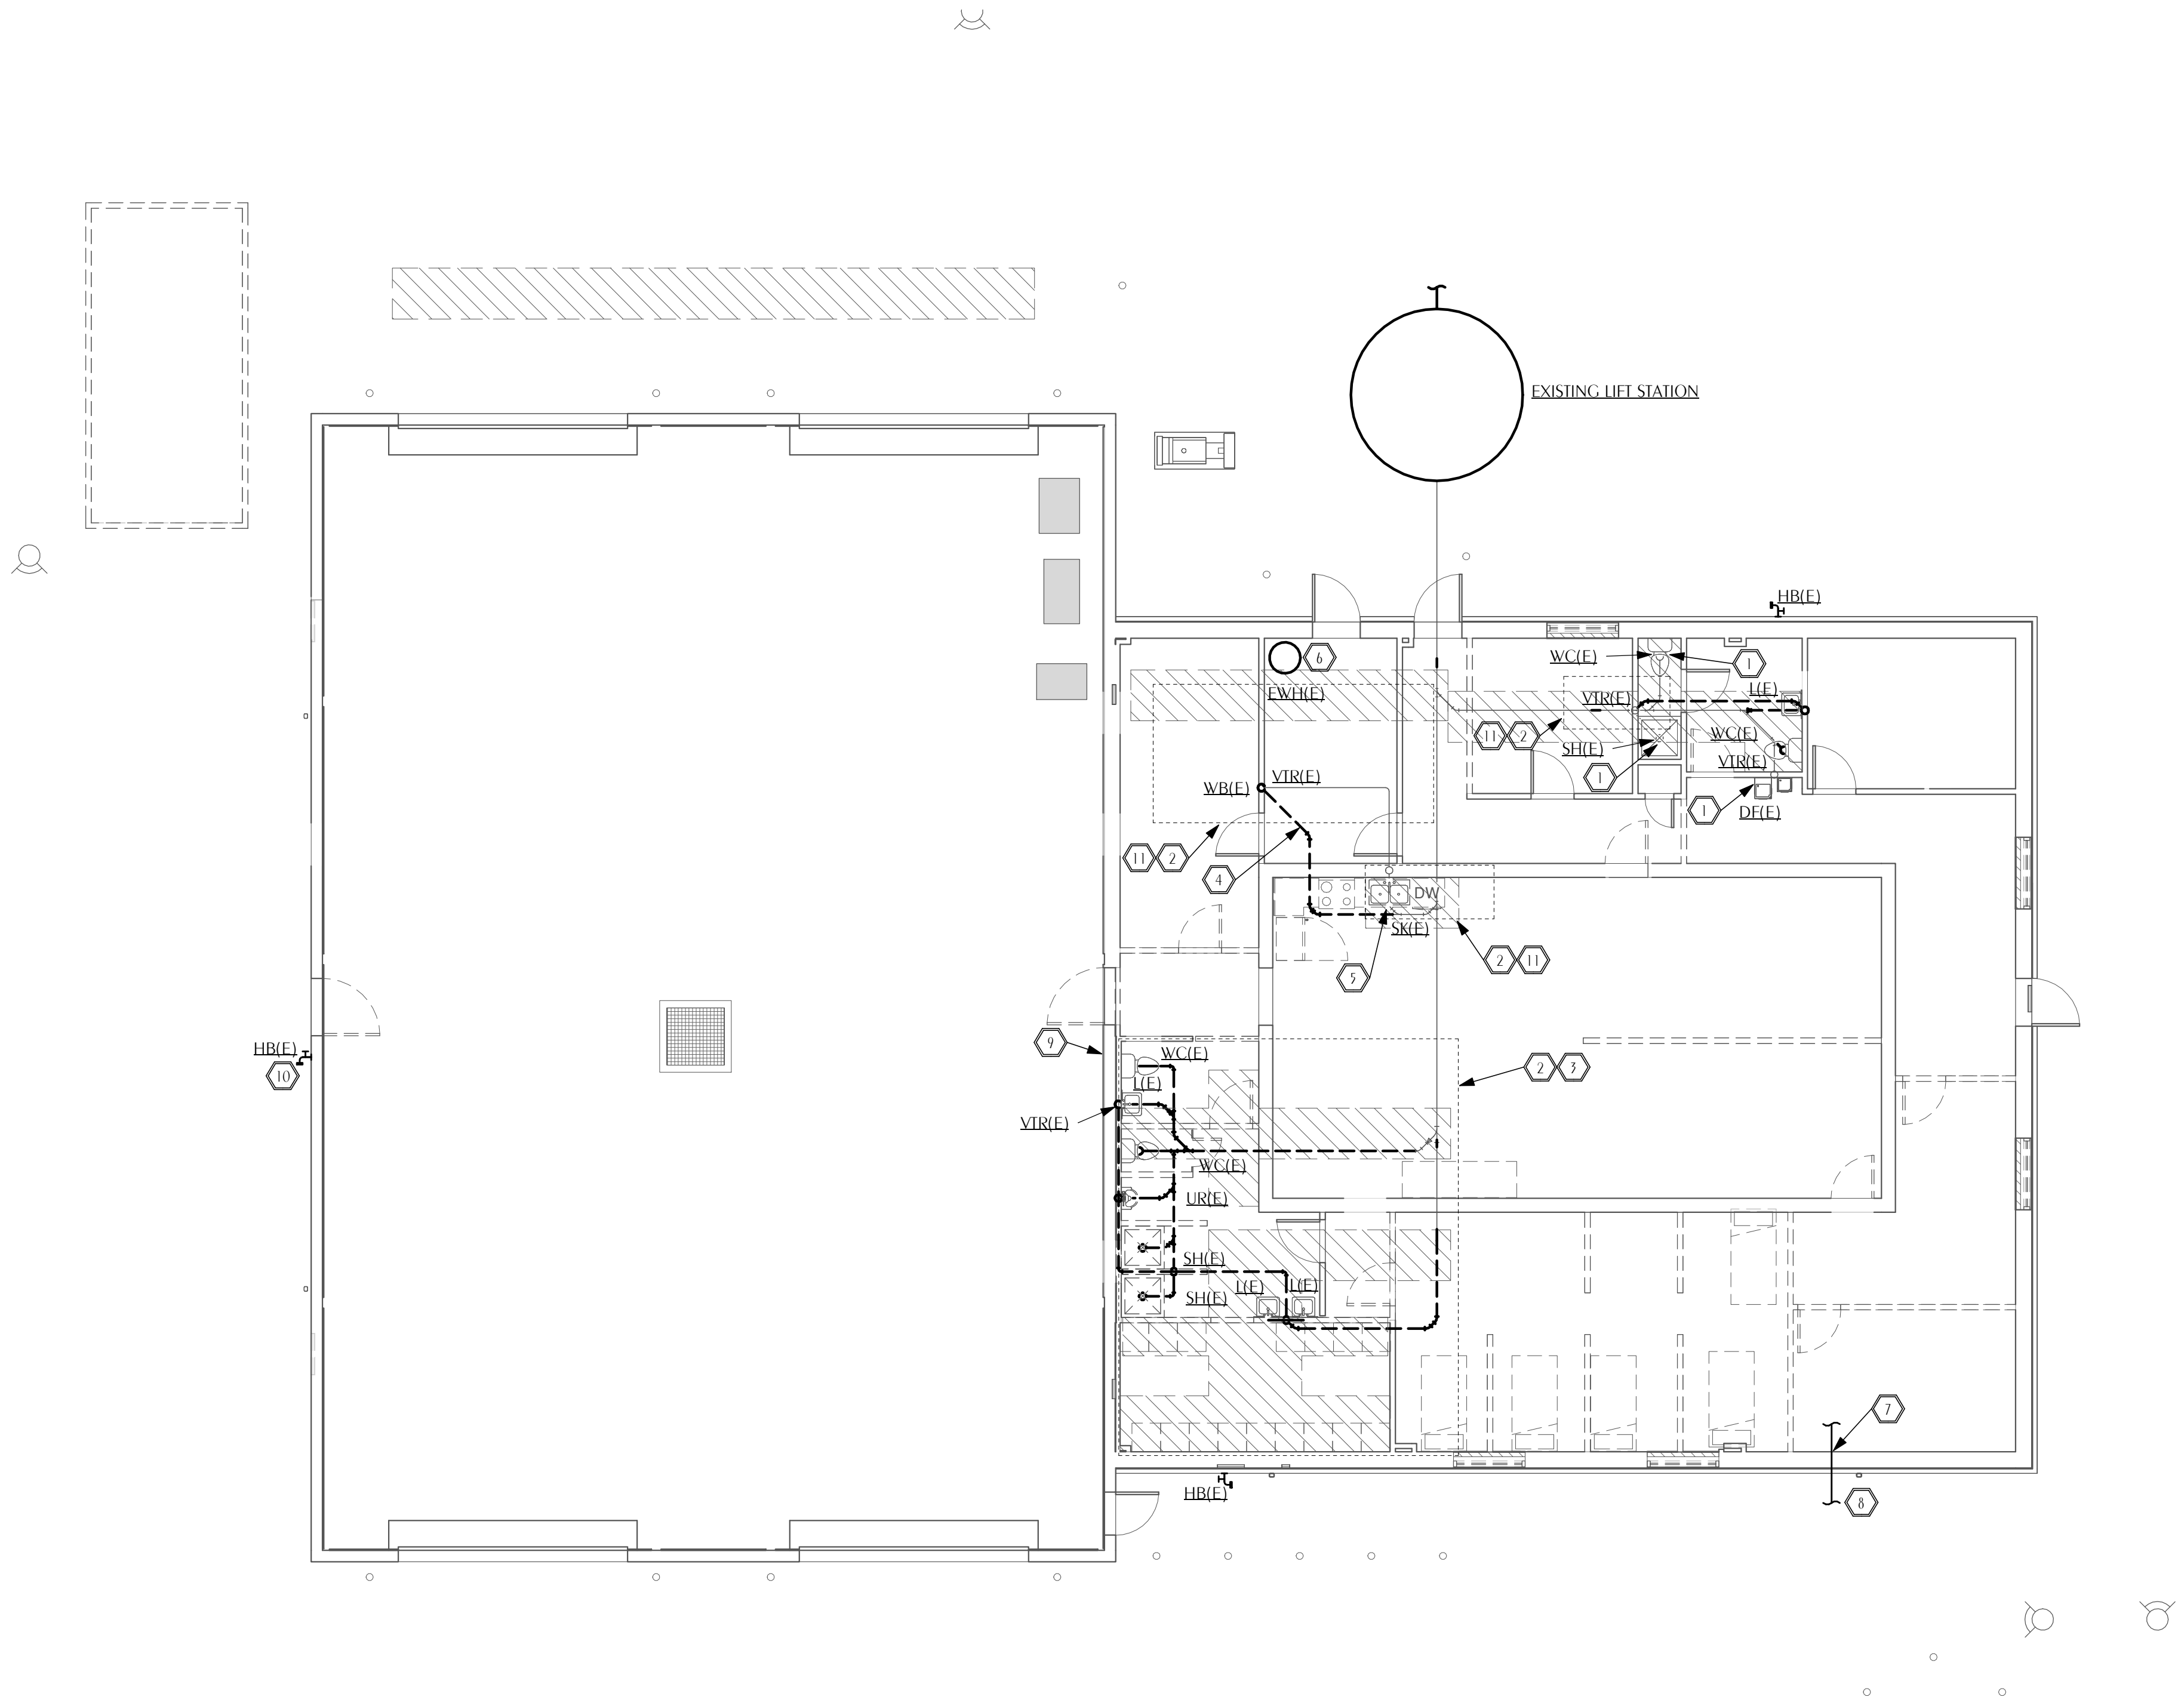 EXISTING LIFT STATION
HB(E)
WC(E)
1
6
EWH(E)
L(E)
VTR(E)
11 2
WC(E)
SH(E)
VTR(E)
1
VTR(E)
WB(E)
1
DF(E)
11 2
4
DW
SK(E)
2 11
5
9
HB(E)
10
WC(E)
2 3
L(E)
VTR(E)
WC(E)
UR(E)
SH(E)
L(E)
L(E)
SH(E)
7
HB(E)
8